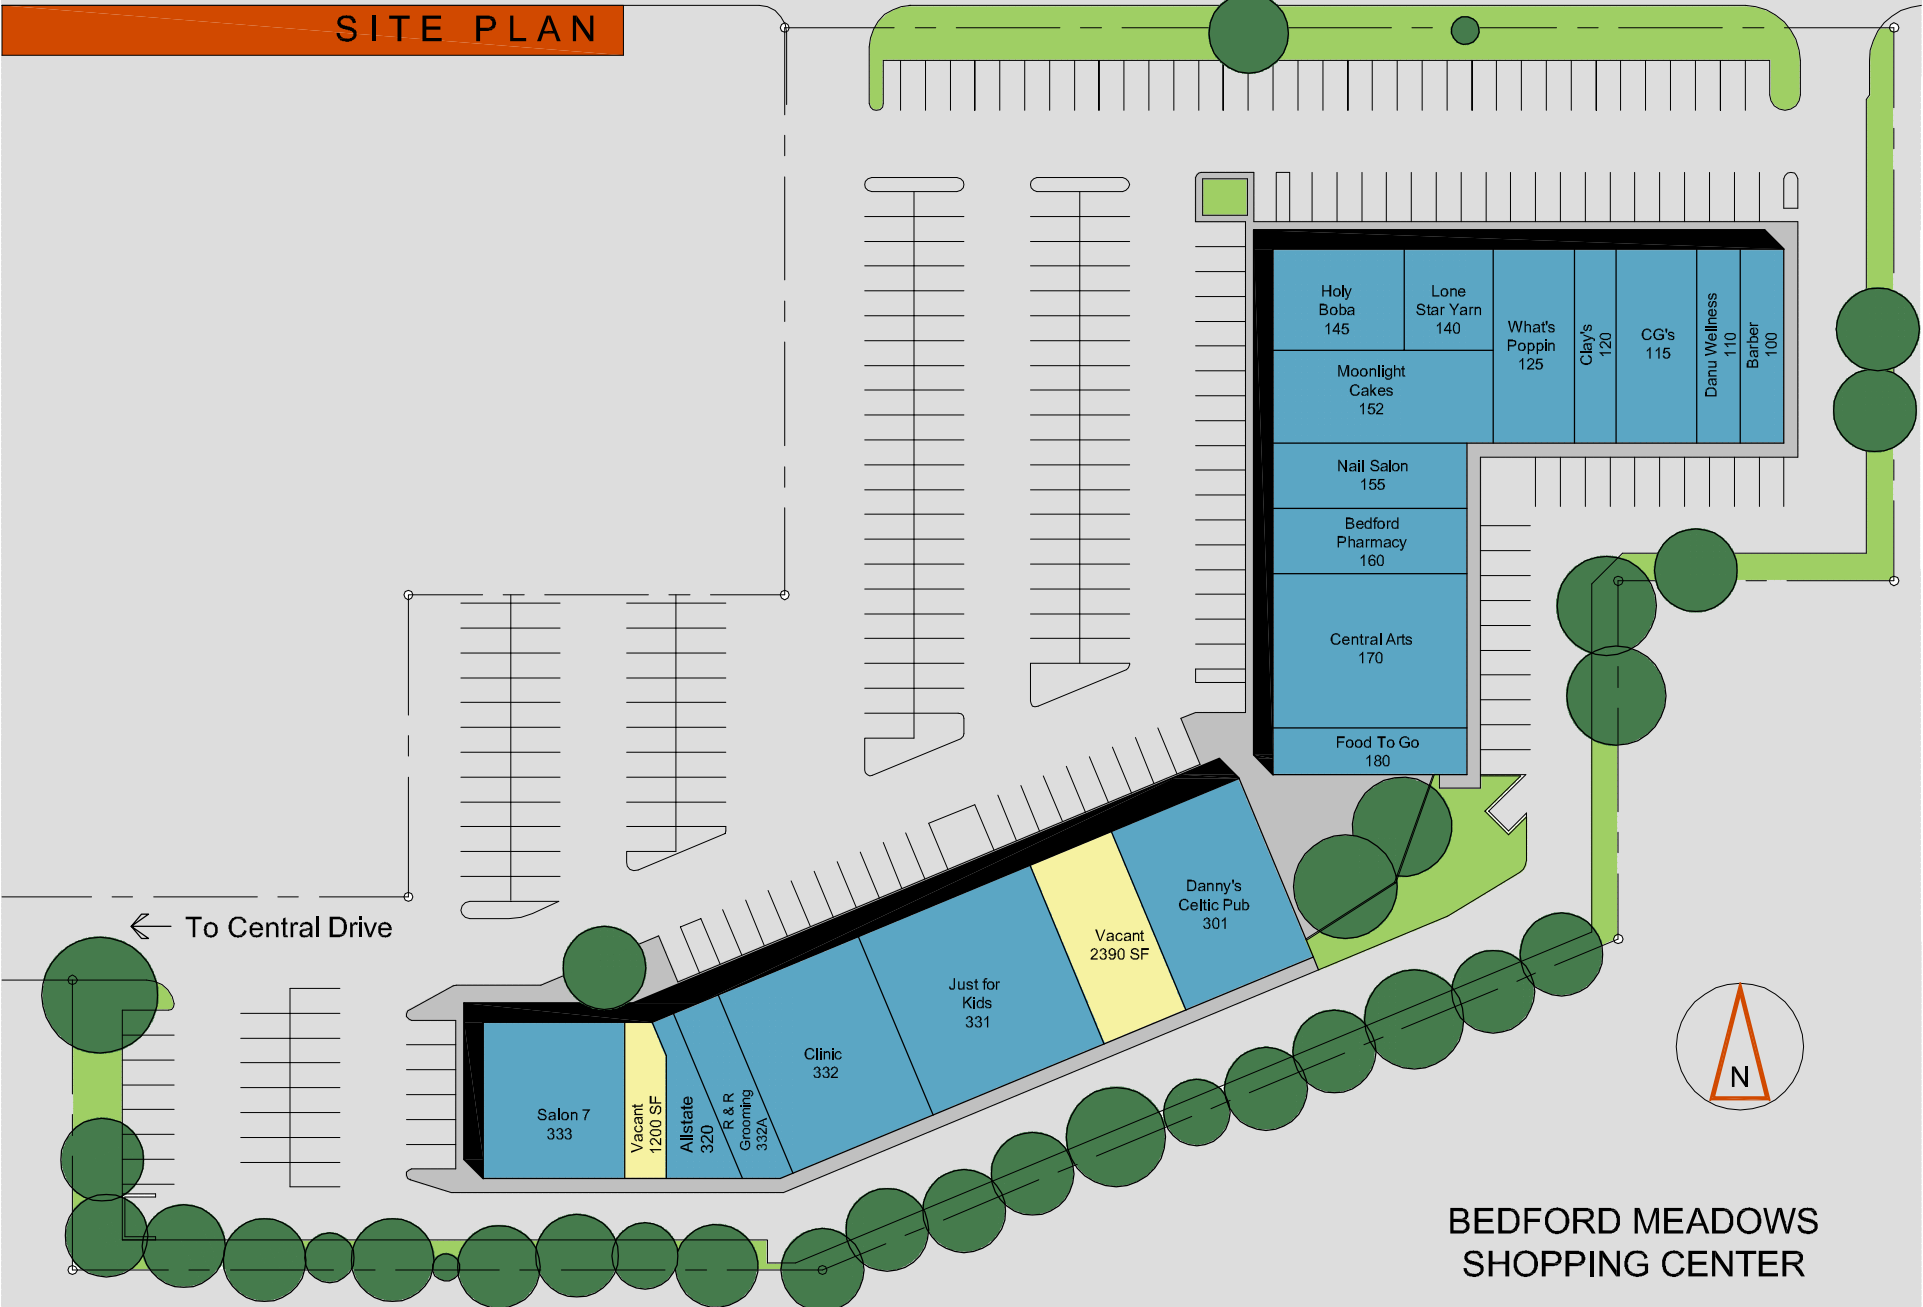 SITE PLAN
Holy
Boba
145
Lone
Star Yarn
140
What's
Poppin
125
Clay's
120
CG's
115
Danu Wellness
110
Barber
100
Moonlight
Cakes
152
Nail Salon
155
Bedford
Pharmacy
160
Central Arts
170
Food To Go
180
Danny's
Celtic Pub
301
Vacant
2390 SF
Just for
Kids
331
Clinic
332
R & R
Grooming
332A
Allstate
320
Vacant
1200 SF
Salon 7
333
To Central Drive
N
BEDFORD MEADOWS
SHOPPING CENTER